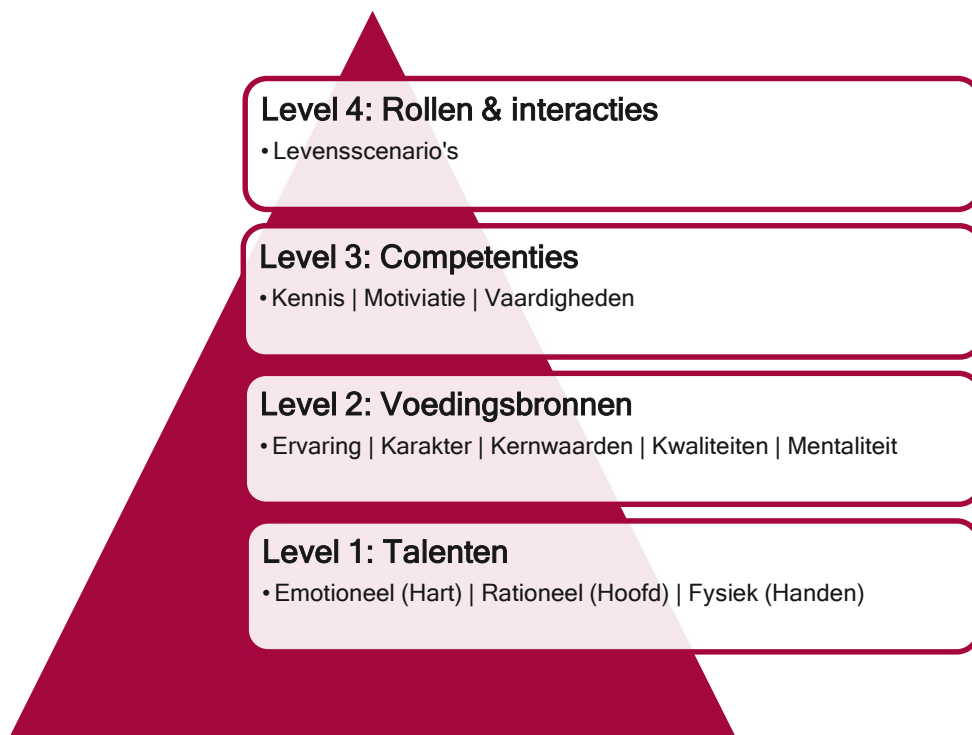 Level 4: Rollen & interacties
• Levensscenario's
Level 3: Competenties
• Kennis | Motiviatie | Vaardigheden
Level 2: Voedingsbronnen
• Ervaring | Karakter | Kernwaarden | Kwaliteiten | Mentaliteit
Level 1: Talenten
• Emotioneel (Hart) | Rationeel (Hoofd) | Fysiek (Handen)